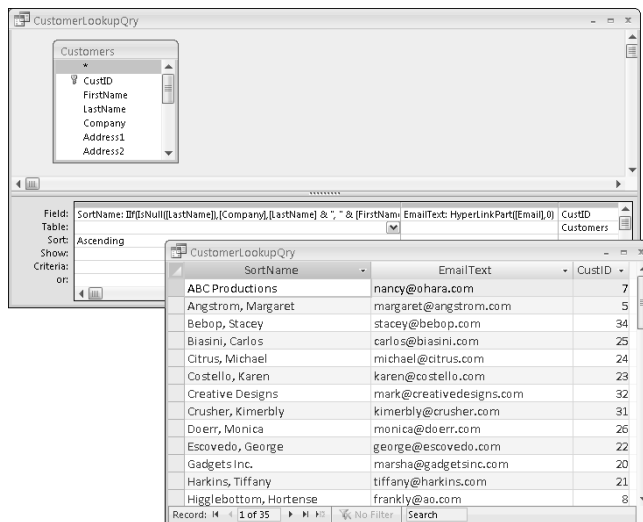 CustomerLookupQry
Customers
*
CustID
FirstName
LastName
Company
Address1
Address2
Field: SortName: IIf(IsNull([LastName]),[Company],[LastName] & ", " & [FirstName EmailText: HyperLinkPart([Email],0) CustID
Table: Customers
Sort: Ascending
Show:
Criteria:
or:
CustomerLookupQry
SortName EmailText CustID
ABC Productions nancy@ohara.com 7
Angstrom, Margaret margaret@angstrom.com 5
Bebop, Stacey stacey@bebop.com 34
Biasini, Carlos carlos@biasini.com 25
Citrus, Michael michael@citrus.com 24
Costello, Karen karen@costello.com 23
Creative Designs mark@creativedesigns.com 32
Crusher, Kimerbly kimerbly@crusher.com 31
Doerr, Monica monica@doerr.com 26
Escovedo, George george@escovedo.com 22
Gadgets Inc. marsha@gadgetsinc.com 20
Harkins, Tiffany tiffany@harkins.com 21
Higglebottom, Hortense frankly@ao.com 8
Record: 1 of 35 No Filter Search